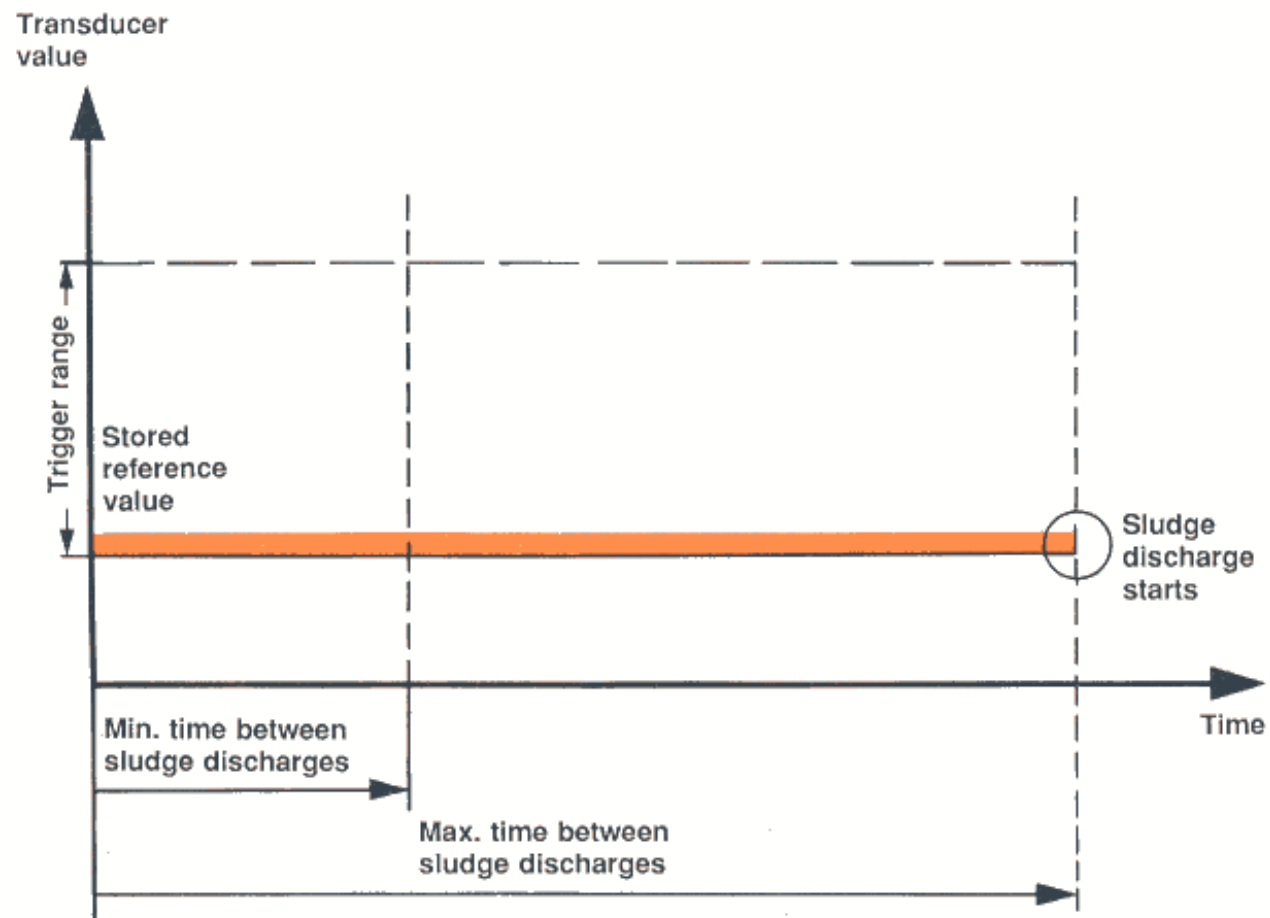 Transducer
value
Trigger range
Stored
reference
value
Sludge
discharge
starts
Time
Min. time between
sludge discharges
Max. time between
sludge discharges